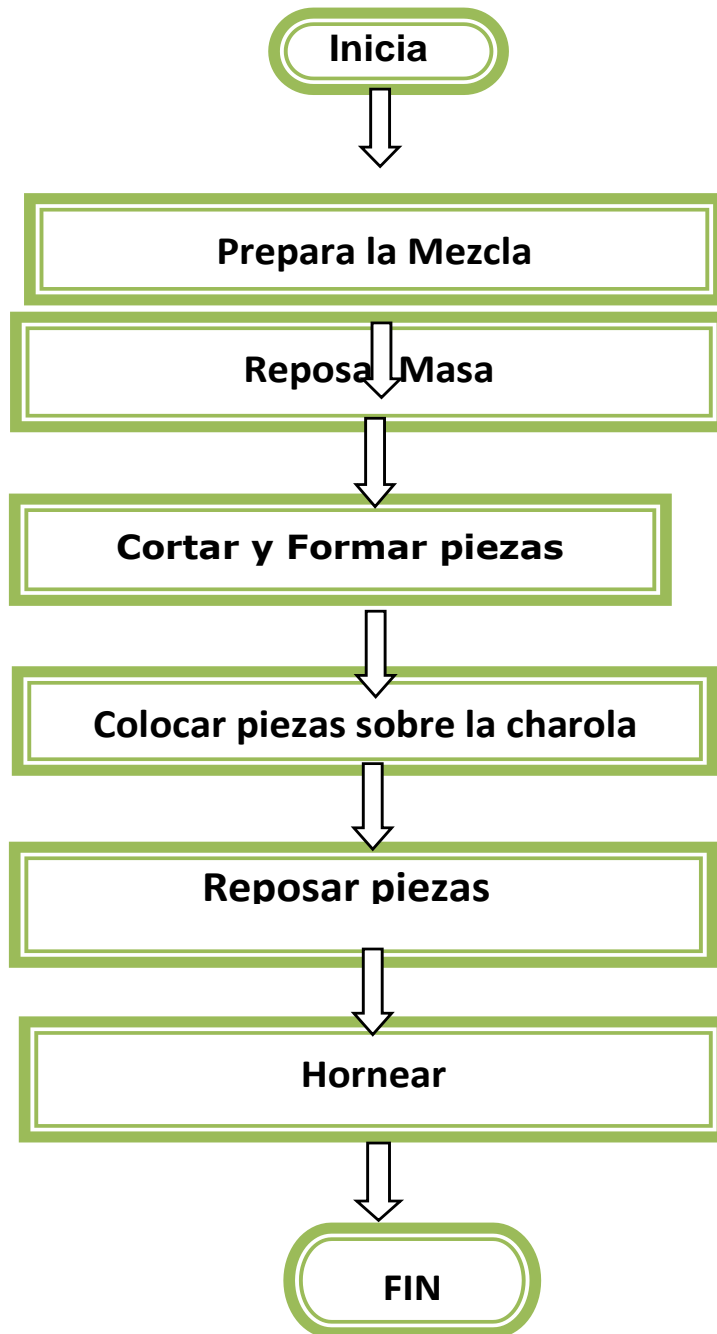 Inicia
Prepara la Mezcla
Reposa Masa
Cortar y Formar piezas
Colocar piezas sobre la charola
Reposar piezas
Hornear
FIN